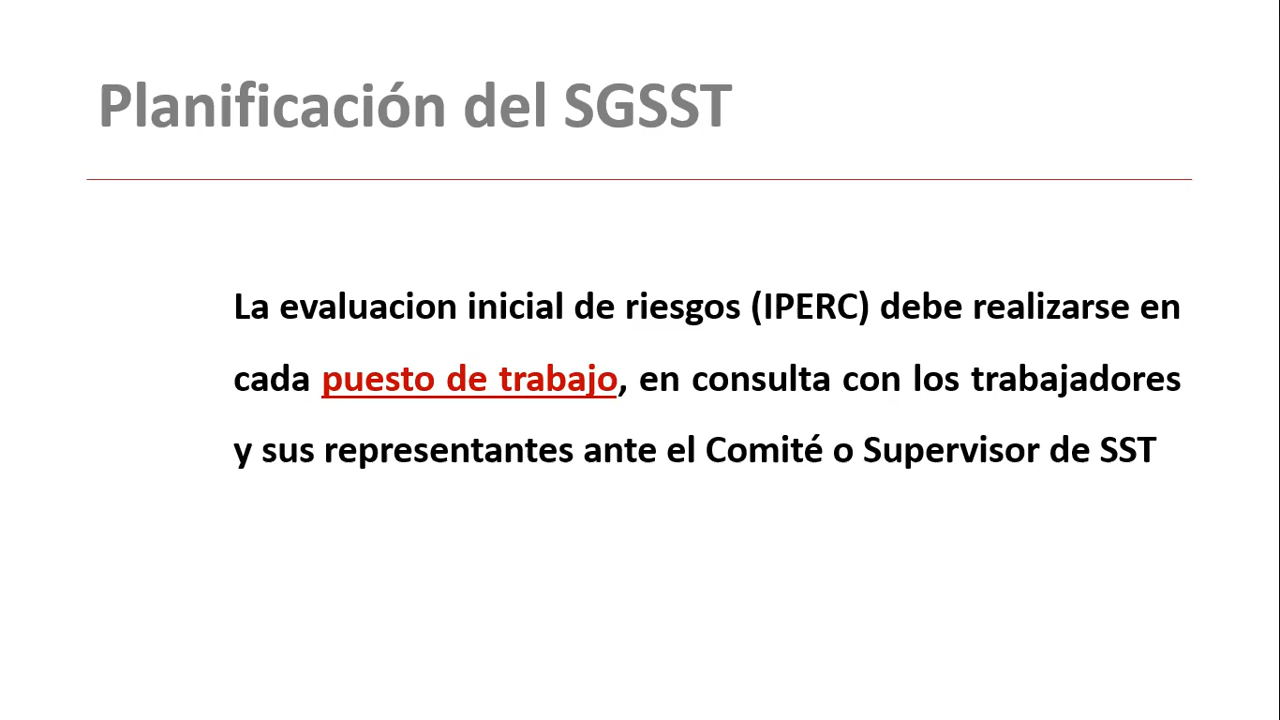 Planificación del SGSST
La evaluacion inicial de riesgos (IPERC) debe realizarse en
cada puesto de trabajo, en consulta con los trabajadores
y sus representantes ante el Comité o Supervisor de SST